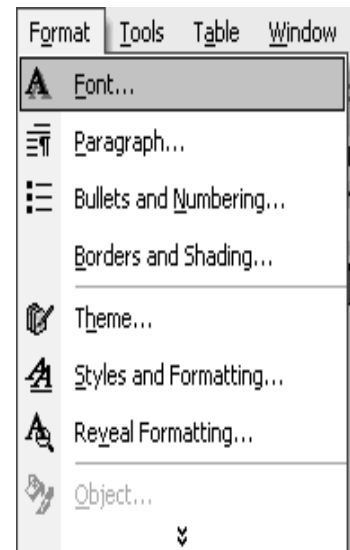 Format Tools Table Window
Font...
Paragraph...
Bullets and Numbering...
Borders and Shading...
Theme...
Styles and Formatting...
Reveal Formatting...
Object...